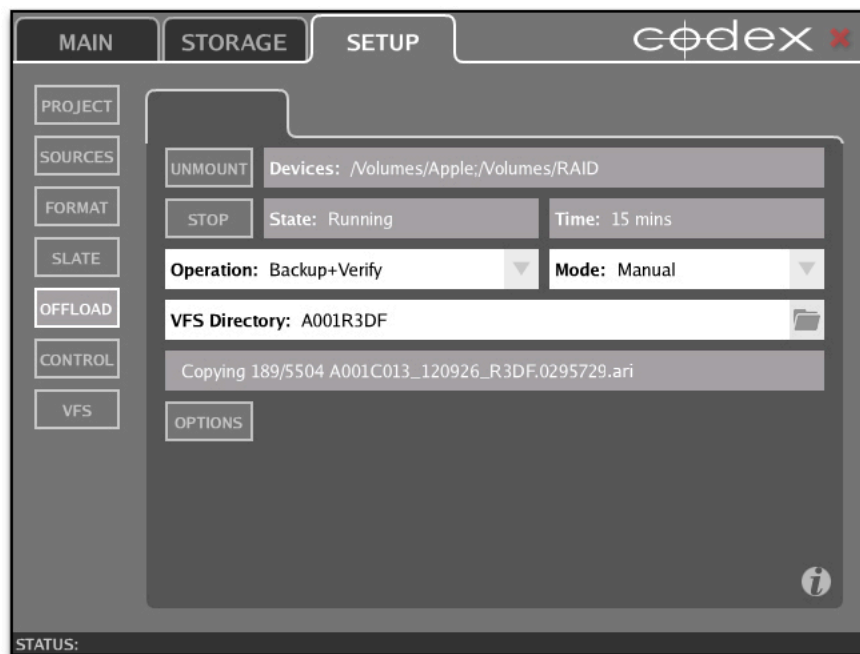 MAIN STORAGE SETUP codex
PROJECT
SOURCES
FORMAT
SLATE
OFFLOAD
CONTROL
VFS
UNMOUNT Devices: /Volumes/Apple;/Volumes/RAID
STOP State: Running Time: 15 mins
Operation: Backup+Verify Mode: Manual
VFS Directory: A001R3DF
Copying 189/5504 A001C013_120926_R3DF.0295729.ari
OPTIONS
i
STATUS: